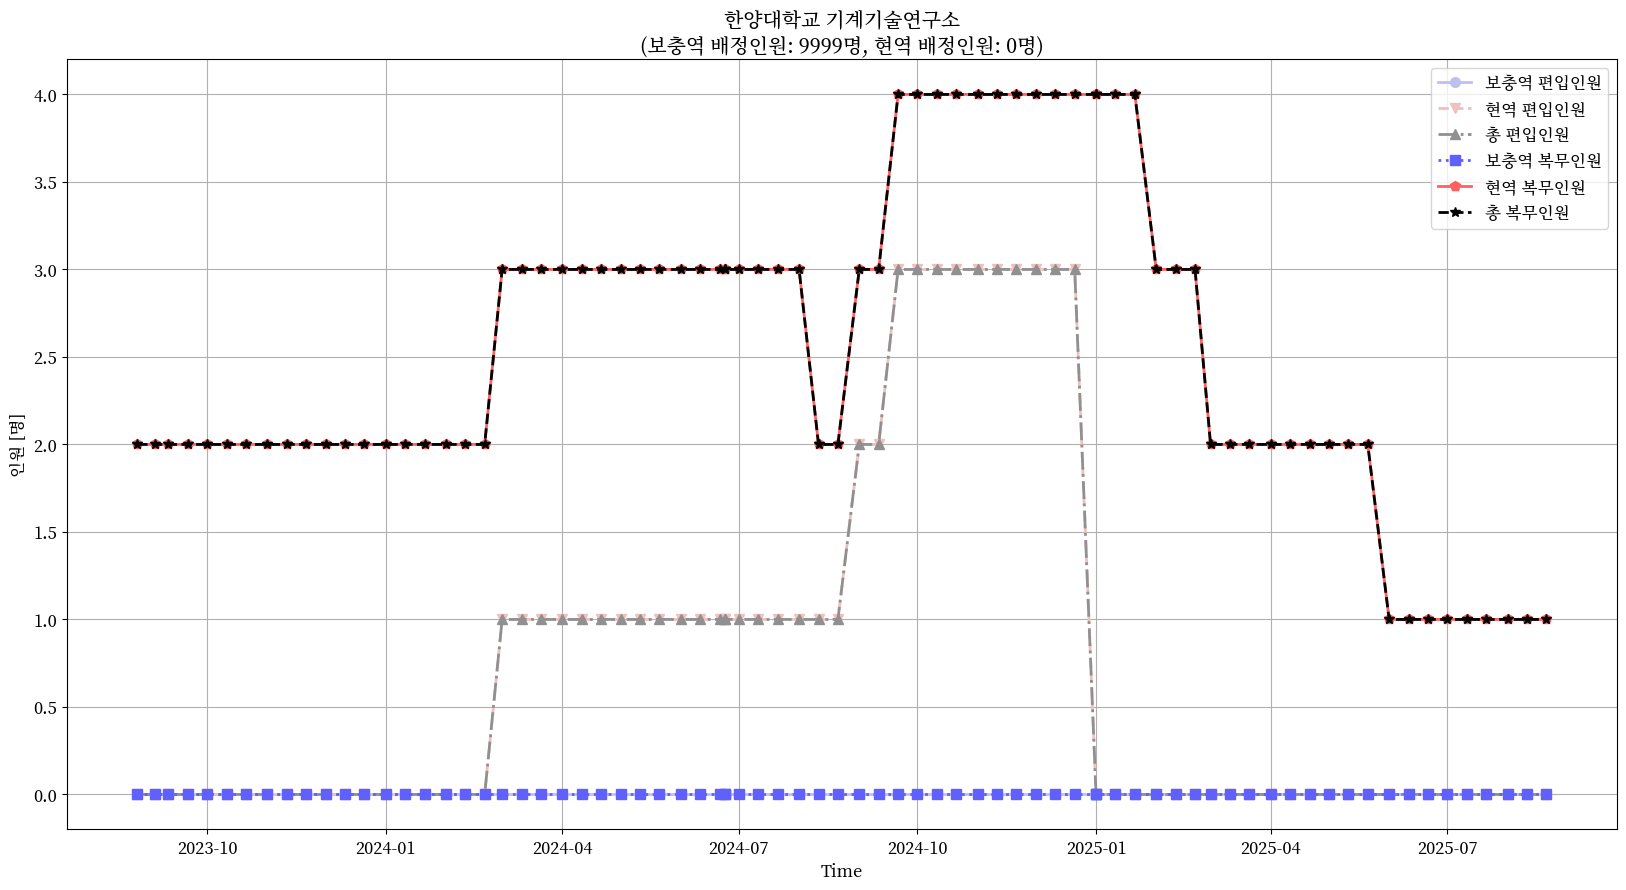 한양대학교 기계기술연구소
(보충역 배정인원: 9999명, 현역 배정인원: 0명)
4.0
3.5
3.0
2.5
2.0
1.5
1.0
0.5
0.0
인원 [명]
보충역 편입인원
현역 편입인원
총 편입인원
보충역 복무인원
현역 복무인원
총 복무인원
2023-10
2024-01
2024-04
2024-07
2024-10
2025-01
2025-04
2025-07
Time